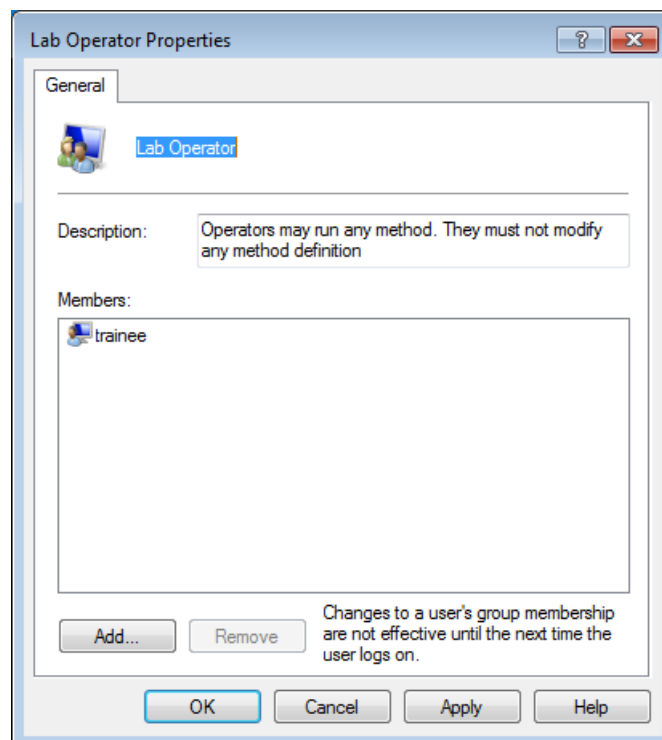 Lab Operator Properties
General
Lab Operator
Description:
Operators may run any method. They must not modify
any method definition
Members:
trainee
Add...
Remove
Changes to a user's group membership
are not effective until the next time the
user logs on.
OK
Cancel
Apply
Help